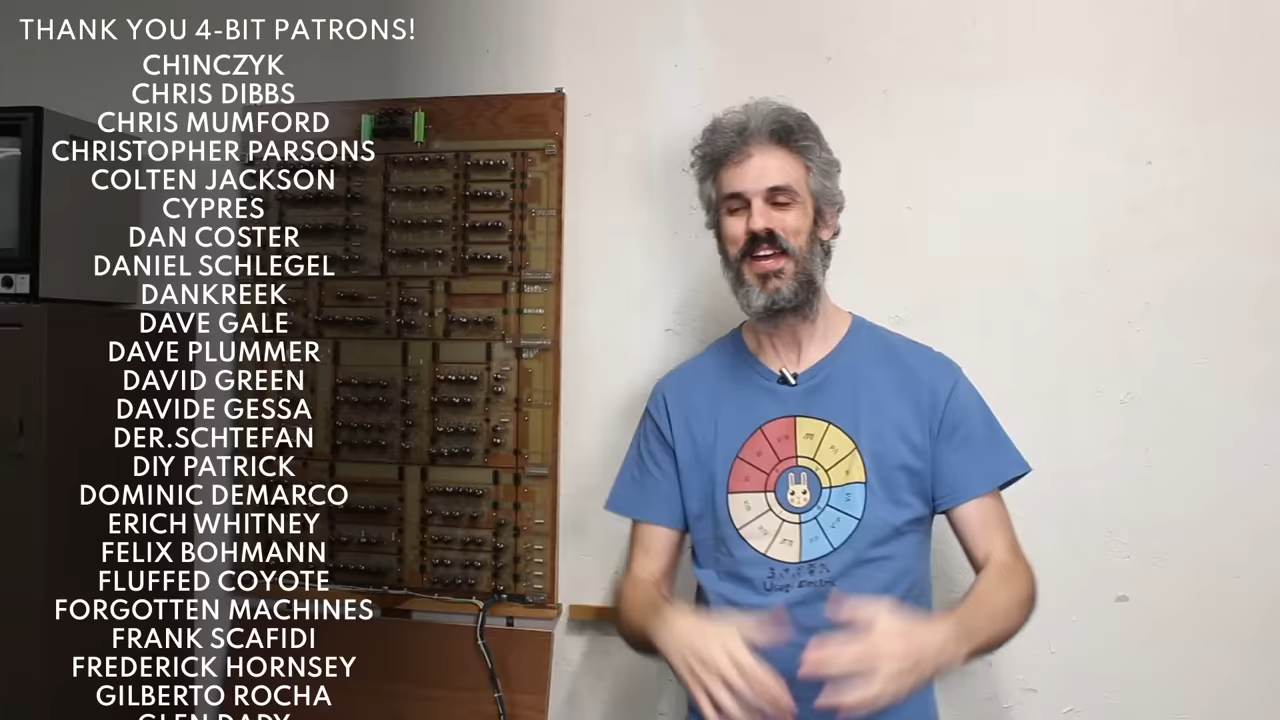 THANK YOU 4-BIT PATRONS!
CH1NCZYK
CHRIS DIBBS
CHRIS MUMFORD
CHRISTOPHER PARSONS
COLTEN JACKSON
CYPRES
DAN COSTER
DANIEL SCHLEGEL
DANKREEK
DAVE GALE
DAVE PLUMMER
DAVID GREEN
DAVIDE GESSA
DER.SCHTEFAN
DIY PATRICK
DOMINIC DEMARCO
ERICH WHITNEY
FELIX BOHMANN
FLUFFED COYOTE
FORGOTTEN MACHINES
FRANK SCAFIDI
FREDERICK HORNSEY
GILBERTO ROCHA
Usagi Electric